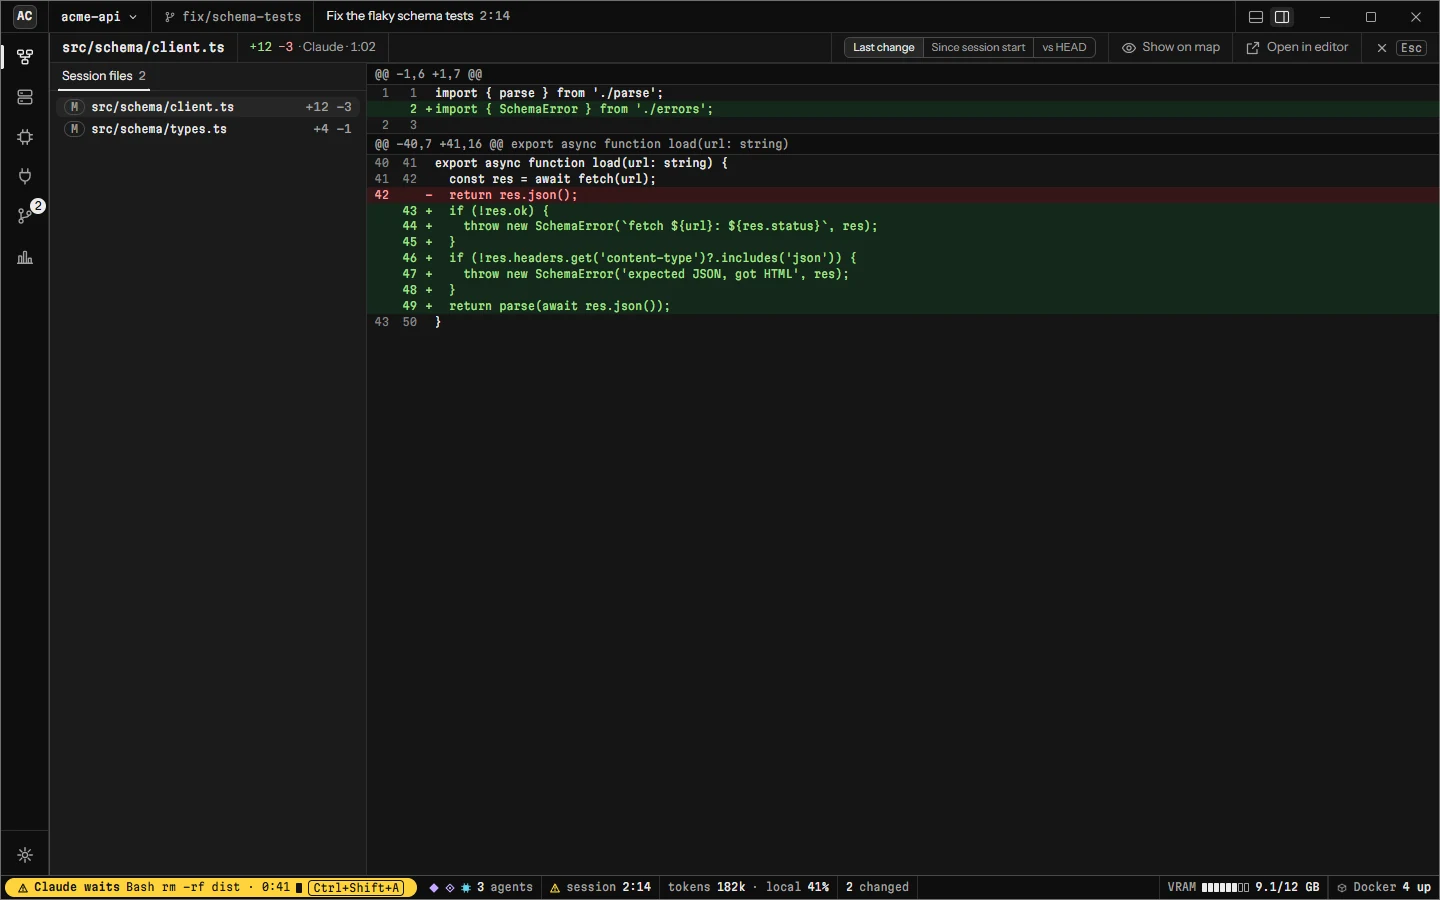 AC acme-api fix/schema-tests Fix the flaky schema tests 2:14
src/schema/client.ts +12 −3 · Claude · 1:02 Last change Since session start vs HEAD Show on map Open in editor Esc
Session files 2
M src/schema/client.ts +12 −3
M src/schema/types.ts +4 −1
2
@@ -1,6 +1,7 @@
1 1 import { parse } from './parse';
2 + import { SchemaError } from './errors';
2 3
@@ -40,7 +41,16 @@ export async function load(url: string)
40 41 export async function load(url: string) {
41 42 const res = await fetch(url);
42 − return res.json();
43 + if (!res.ok) {
44 + throw new SchemaError(`fetch ${url}: ${res.status}`, res);
45 + }
46 + if (!res.headers.get('content-type')?.includes('json')) {
47 + throw new SchemaError('expected JSON, got HTML', res);
48 + }
49 + return parse(await res.json());
43 50 }
Claude waits Bash rm -rf dist · 0:41 Ctrl+Shift+A 3 agents session 2:14 tokens 182k · local 41% 2 changed VRAM 9.1/12 GB Docker 4 up